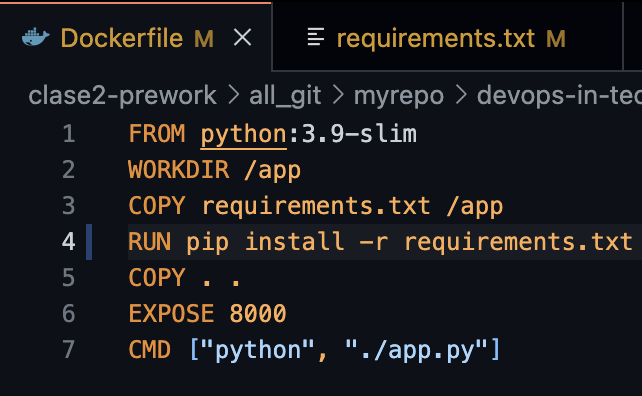 Dockerfile M requirements.txt M
clase2-prework > all_git > myrepo > devops-in-tec
1 FROM python:3.9-slim
2 WORKDIR /app
3 COPY requirements.txt /app
4 RUN pip install -r requirements.txt
5 COPY . .
6 EXPOSE 8000
7 CMD ["python", "./app.py"]